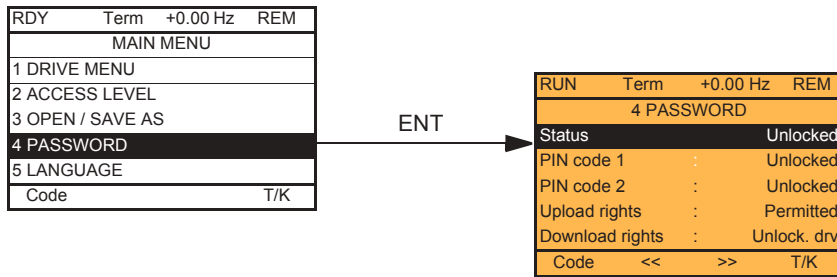 RDY Term +0.00 Hz REM
MAIN MENU
1 DRIVE MENU
2 ACCESS LEVEL
3 OPEN / SAVE AS
4 PASSWORD
5 LANGUAGE
Code T/K
ENT
RUN Term +0.00 Hz REM
4 PASSWORD
Status Unlocked
PIN code 1 : Unlocked
PIN code 2 : Unlocked
Upload rights : Permitted
Download rights : Unlock. drv
Code << >> T/K